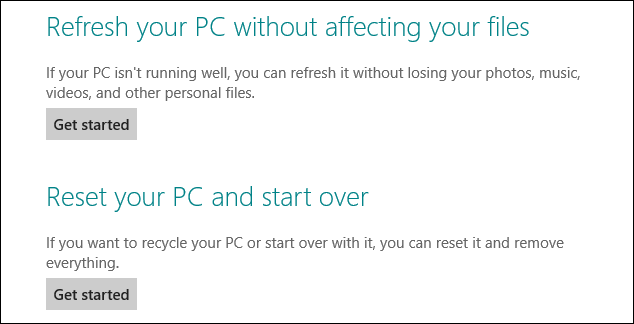 Refresh your PC without affecting your files
If your PC isn't running well, you can refresh it without losing your photos, music,
videos, and other personal files.
Get started
Reset your PC and start over
If you want to recycle your PC or start over with it, you can reset it and remove
everything.
Get started